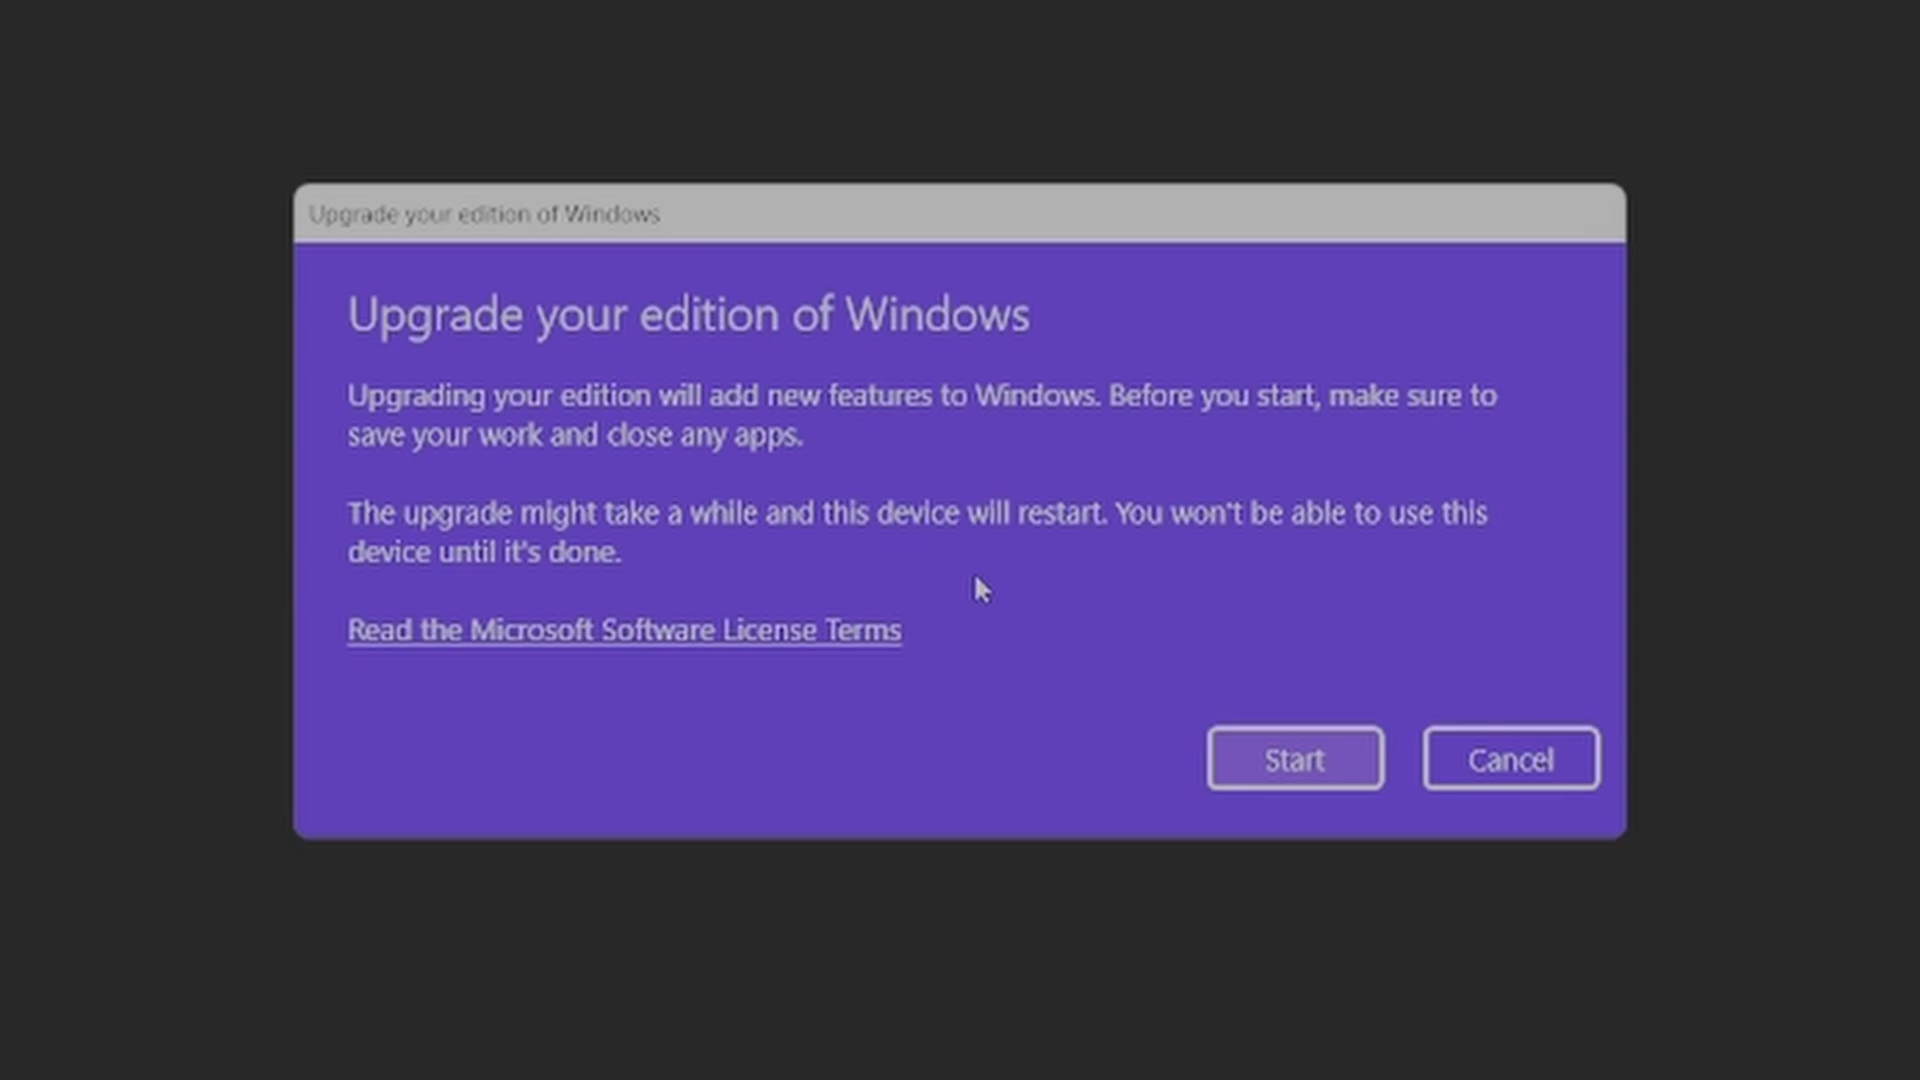 Upgrade your edition of Windows
Upgrade your edition of Windows
Upgrading your edition will add new features to Windows. Before you start, make sure to
save your work and close any apps.
The upgrade might take a while and this device will restart. You won't be able to use this
device until it's done.
Read the Microsoft Software License Terms
Start
Cancel